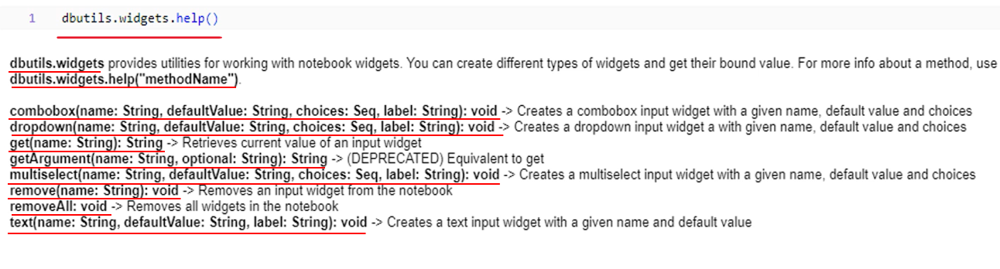 1 dbutils.widgets.help()
dbutils.widgets provides utilities for working with notebook widgets. You can create different types of widgets and get their bound value. For more info about a method, use
dbutils.widgets.help("methodName").
combobox(name: String, defaultValue: String, choices: Seq, label: String): void -> Creates a combobox input widget with a given name, default value and choices
dropdown(name: String, defaultValue: String, choices: Seq, label: String): void -> Creates a dropdown input widget a with given name, default value and choices
get(name: String): String -> Retrieves current value of an input widget
getArgument(name: String, optional: String): String -> (DEPRECATED) Equivalent to get
multiselect(name: String, defaultValue: String, choices: Seq, label: String): void -> Creates a multiselect input widget with a given name, default value and choices
remove(name: String): void -> Removes an input widget from the notebook
removeAll: void -> Removes all widgets in the notebook
text(name: String, defaultValue: String, label: String): void -> Creates a text input widget with a given name and default value